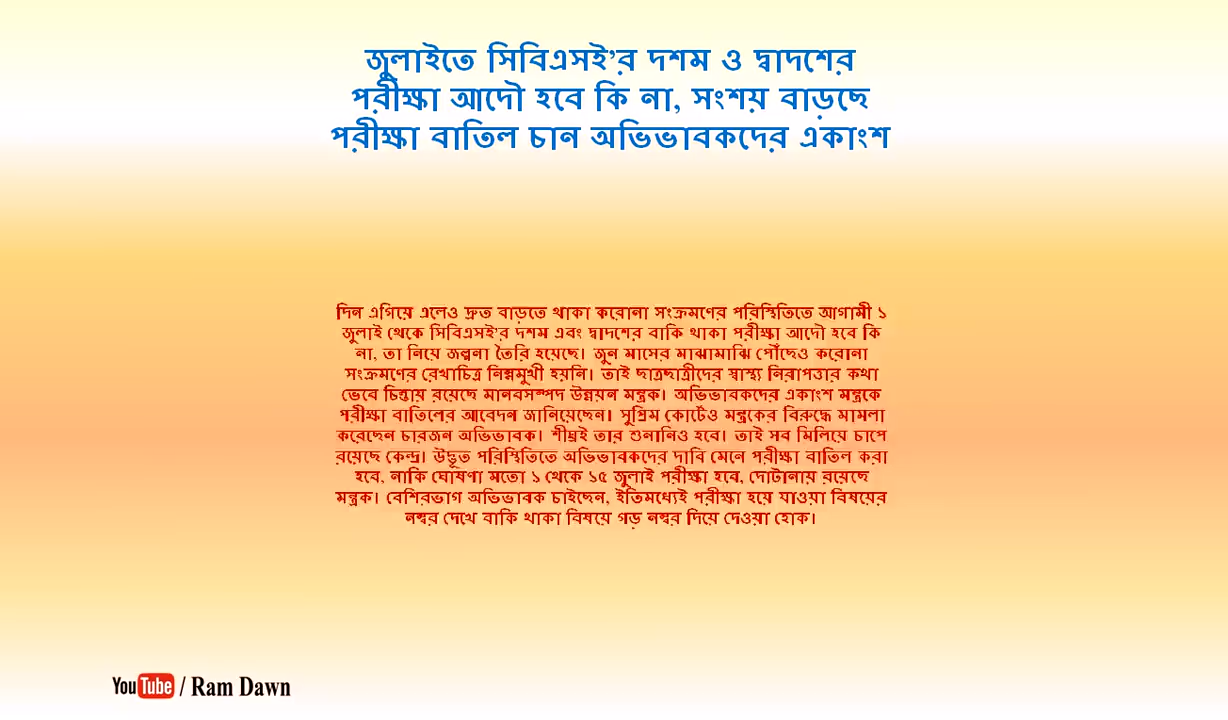 জুলাইতে সিবিএসই’র দশম ও দ্বাদশের
পরীক্ষা আদৌ হবে কি না, সংশয় বাড়ছে
পরীক্ষা বাতিল চান অভিভাবকদের একাংশ
দিন এগিয়ে এলেও দ্রুত বাড়তে থাকা করোনা সংক্রমণের পরিস্থিতিতে আগামী ১
জুলাই থেকে সিবিএসই’র দশম এবং দ্বাদশের বাকি থাকা পরীক্ষা আদৌ হবে কি
না, তা নিয়ে জল্পনা তৈরি হয়েছে। জুন মাসের মাঝামাঝি পৌঁছেও করোনা
সংক্রমণের রেখাচিত্র নিম্নমুখী হয়নি। তাই ছাত্রছাত্রীদের স্বাস্থ্য নিরাপত্তার কথা
ভেবে চিন্তায় রয়েছে মানবসম্পদ উন্নয়ন মন্ত্রক। অভিভাবকদের একাংশ মন্ত্রকে
পরীক্ষা বাতিলের আবেদন জানিয়েছেন। সুপ্রিম কোর্টেও মন্ত্রকের বিরুদ্ধে মামলা
করেছেন চারজন অভিভাবক। শীঘ্রই তার শুনানিও হবে। তাই সব মিলিয়ে চাপে
রয়েছে কেন্দ্র। উদ্ভূত পরিস্থিতিতে অভিভাবকদের দাবি মেনে পরীক্ষা বাতিল করা
হবে, নাকি ঘোষণা মতো ১ থেকে ১৫ জুলাই পরীক্ষা হবে, দোটানায় রয়েছে
মন্ত্রক। বেশিরভাগ অভিভাবক চাইছেন, ইতিমধ্যেই পরীক্ষা হয়ে যাওয়া বিষয়ের
নম্বর দেখে বাকি থাকা বিষয়ে গড় নম্বর দিয়ে দেওয়া হোক।
YouTube / Ram Dawn